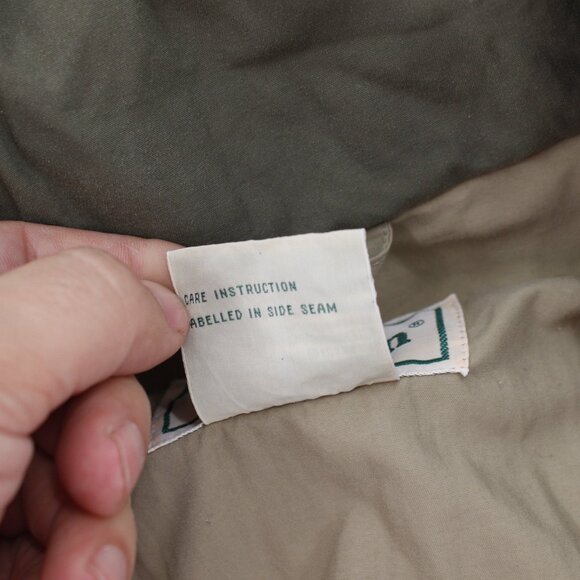 CARE INSTRUCTION
ABELLED IN SIDE SEAM
n®